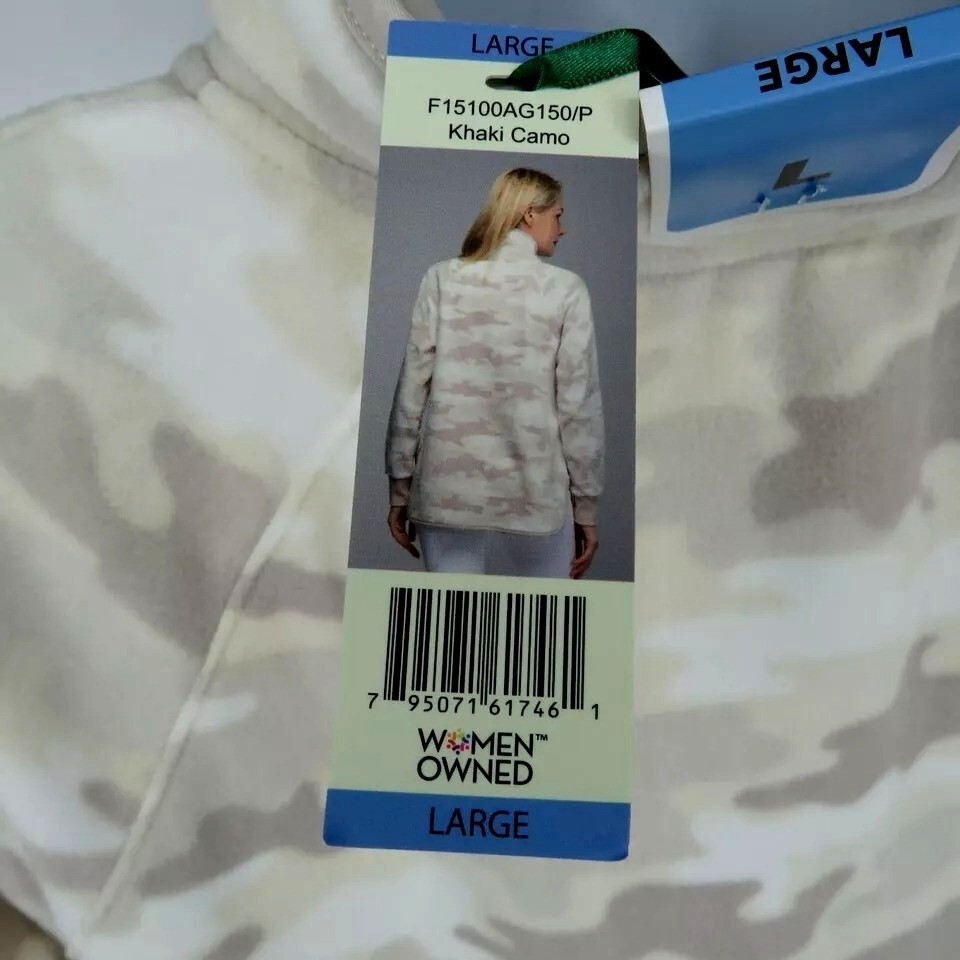 LARGE
F15100AG150/P
Khaki Camo
LARGE
7 95071 61746 1
WOMEN™
OWNED
LARGE